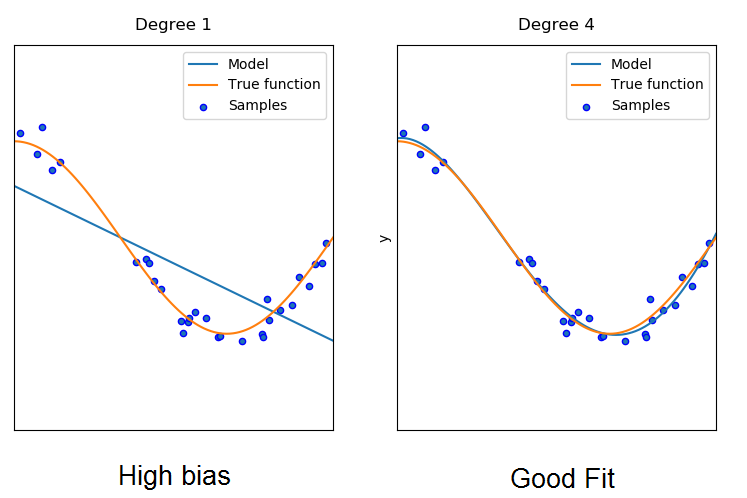 Degree 1
Model
True function
Samples
High bias
Degree 4
Model
True function
Samples
y
Good Fit